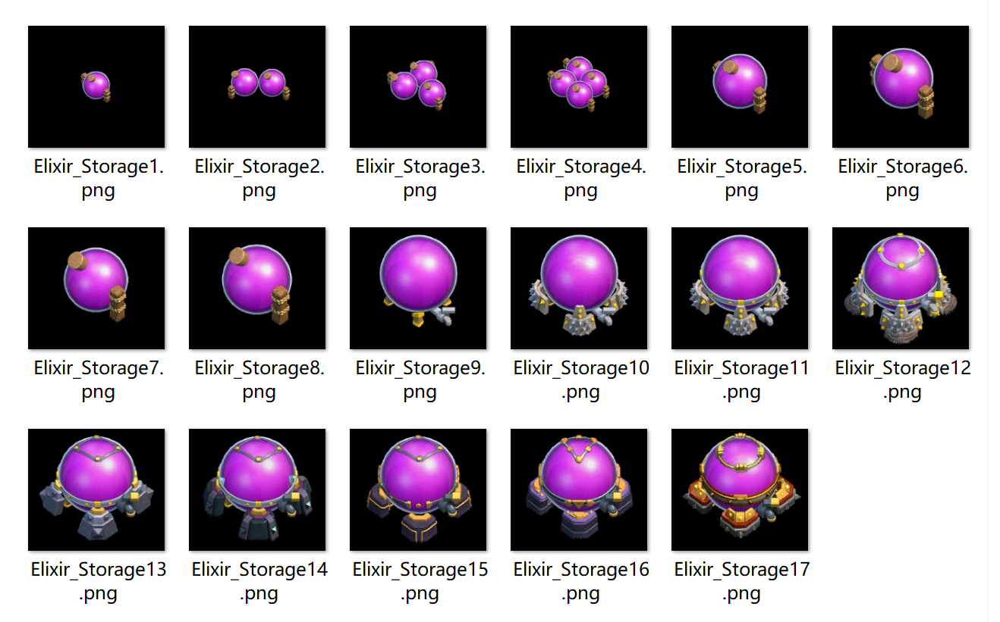 Elixir_Storage1.
png
Elixir_Storage2.
png
Elixir_Storage3.
png
Elixir_Storage4.
png
Elixir_Storage5.
png
Elixir_Storage6.
png
Elixir_Storage7.
png
Elixir_Storage8.
png
Elixir_Storage9.
png
Elixir_Storage10
.png
Elixir_Storage11
.png
Elixir_Storage12
.png
Elixir_Storage13
.png
Elixir_Storage14
.png
Elixir_Storage15
.png
Elixir_Storage16
.png
Elixir_Storage17
.png